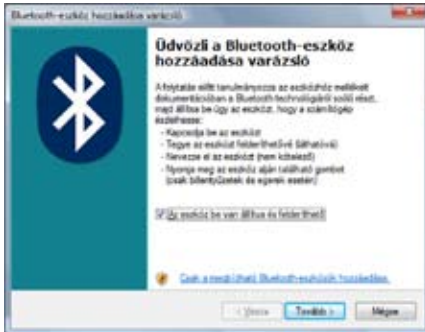 Bluetooth-eszköz hozzáadása varázsló
Üdvözli a Bluetooth-eszköz
hozzáadása varázsló
A folytatás előtt tanulmányozza az eszközhöz mellékelt
dokumentációban a Bluetooth technológiáról szóló részt,
majd állítsa be úgy az eszközt, hogy a számítógép
észlelhesse:
- Kapcsolja be az eszközt
- Tegye az eszközt felderíthetővé (láthatóvá)
- Nevezze el az eszközt (nem kötelező)
- Nyomja meg az eszköz alján található gombot
(csak billentyűzetek és egerek esetén)
Az eszköz be van állítva és felderíthető
Csak a megbízható Bluetooth-eszközök hozzáadása.
< Vissza
Tovább >
Mégse